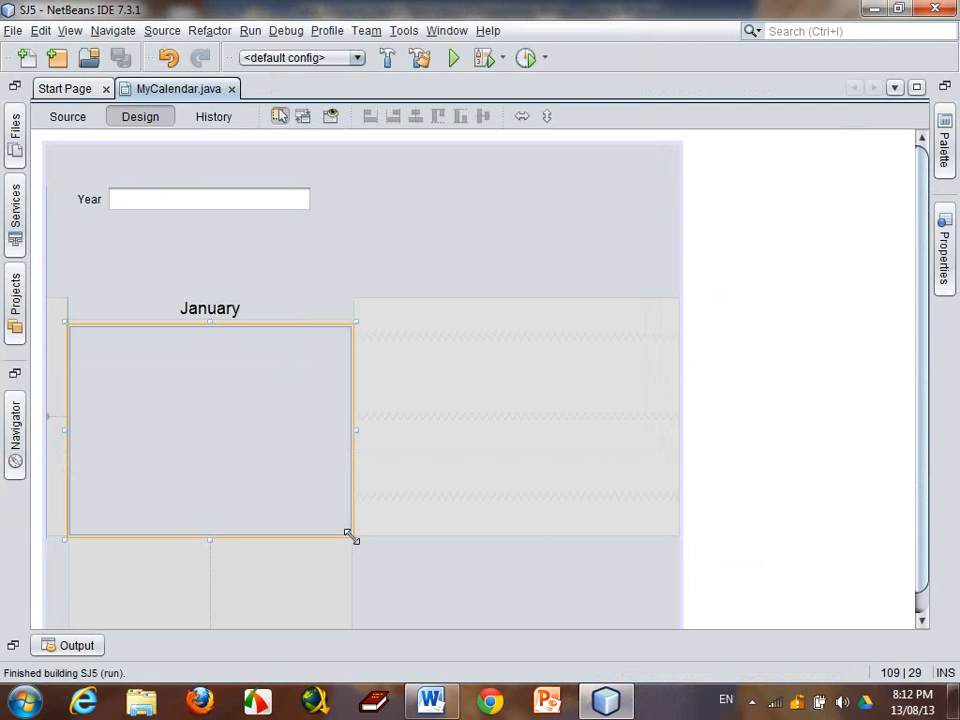 SJ5 - NetBeans IDE 7.3.1
File Edit View Navigate Source Refactor Run Debug Profile Team Tools Window Help
Search (Ctrl+I)
<default config>
Start Page
MyCalendar.java
Source Design History
Files
Services
Projects
Navigator
Palette
Properties
Year
January
Output
Finished building SJ5 (run).
109 | 29 INS
EN
8:12 PM
13/08/13